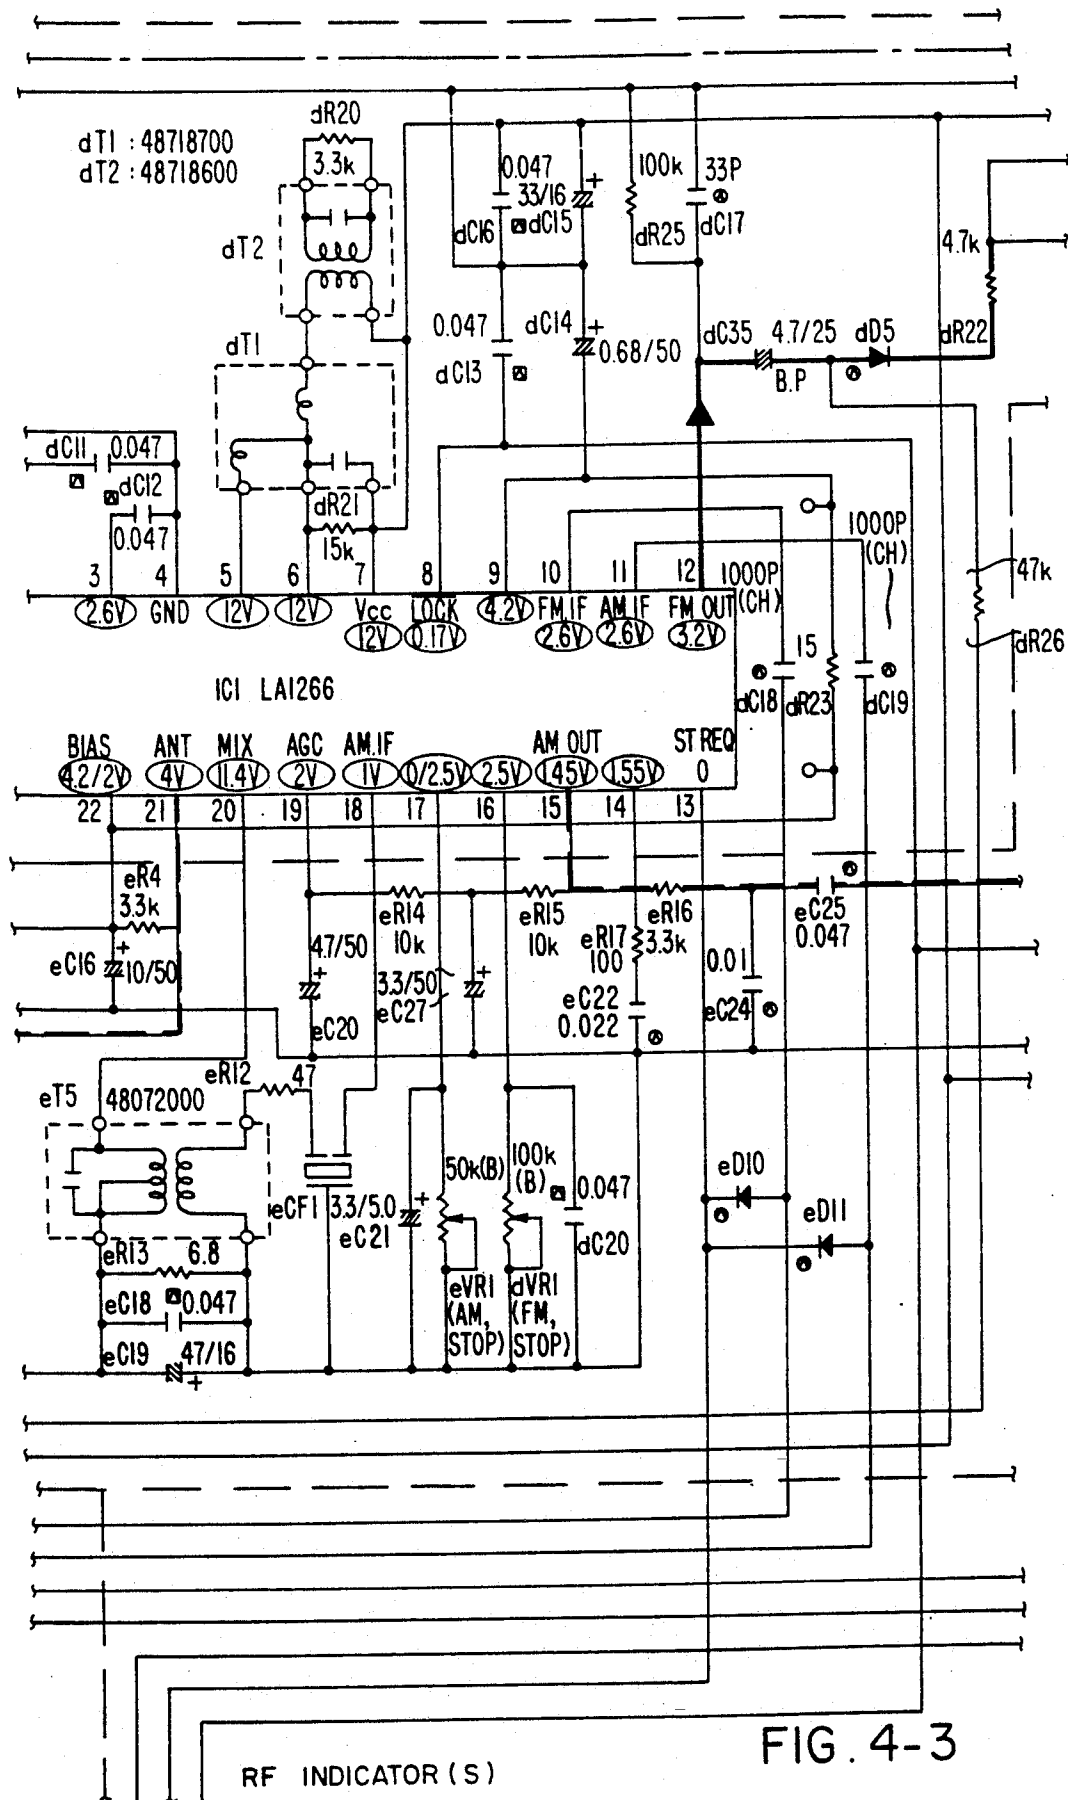 dT1 : 48718700
dT2 : 48718600
dR20
3.3k
dT2
dT1
0.047
33/16
+
dC16
dC15
100k
dR25
33P
dC17
4.7k
0.047
dC13
dC14
+
0.68/50
dC35
4.7/25
B.P
dD5
dR22
dC11
0.047
dC12
0.047
dR21
15k
1000P
(CH)
47k
dR26
3
4
5
6
7
8
9
10
11
12
1000P
(CH)
2.6V
GND
12V
12V
Vcc
12V
LOCK
0.17V
4.2V
FM.IF
2.6V
AM.IF
2.6V
FM OUT
3.2V
IC1 LA1266
dC18
15
dR23
dC19
BIAS
4.2/2V
ANT
4V
MIX
11.4V
AGC
2V
AM.IF
1V
0/2.5V
2.5V
AM OUT
1.45V
1.55V
ST REQ
0
22
21
20
19
18
17
16
15
14
13
eR4
3.3k
eC16
+
10/50
eR14
10k
eR15
10k
eR16
3.3k
eC25
0.047
4.7/50
+
eC20
3.3/50
eC27
+
eR17
100
eC22
0.022
0.01
eC24
eR12
47
eT5
48072000
eCF1
3.3/5.0
+
eC21
50k(B)
100k
(B)
0.047
dC20
eD10
eD11
eR13
6.8
eC18
0.047
eC19
47/16
+
eVR1
(AM,
STOP)
dVR1
(FM,
STOP)
FIG. 4-3
RF INDICATOR(S)